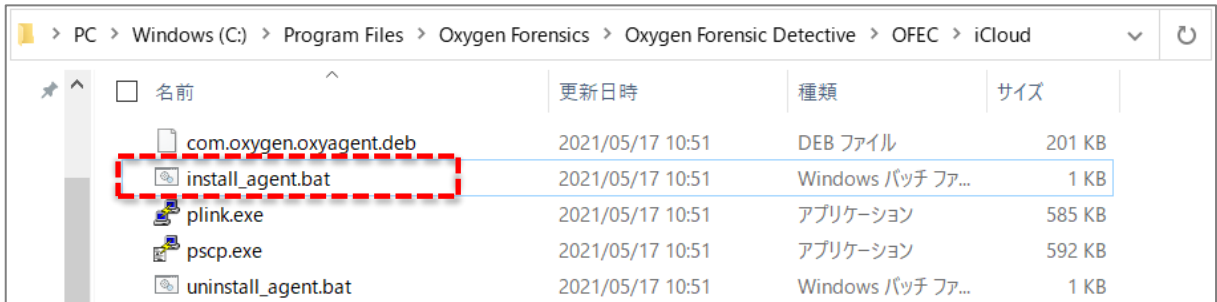 > PC > Windows (C:) > Program Files > Oxygen Forensics > Oxygen Forensic Detective > OFEC > iCloud
名前 更新日時 種類 サイズ
com.oxygen.oxyagent.deb 2021/05/17 10:51 DEB ファイル 201 KB
install_agent.bat 2021/05/17 10:51 Windows バッチ ファ... 1 KB
plink.exe 2021/05/17 10:51 アプリケーション 585 KB
pscp.exe 2021/05/17 10:51 アプリケーション 592 KB
uninstall_agent.bat 2021/05/17 10:51 Windows バッチ ファ... 1 KB